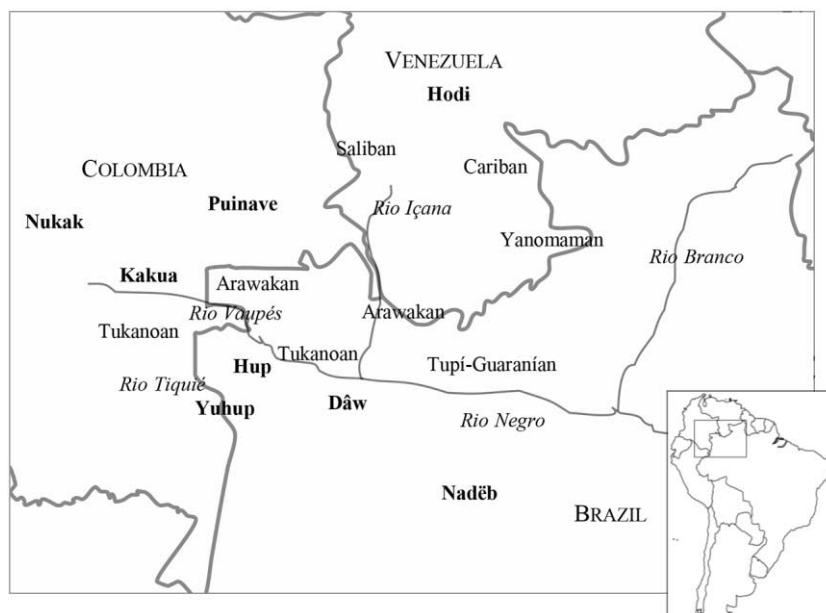 VENEZUELA
Hodi
Saliban
Cariban
COLOMBIA
Puinave
Rio Içana
Nukak
Yanomaman
Rio Branco
Kakua
Arawakan
Rio Vaupés
Arawakan
Tukanoan
Tukanoan
Hup
Tupí-Guaranían
Rio Tiquié
Yuhup
Dâw
Rio Negro
Nadëb
BRAZIL